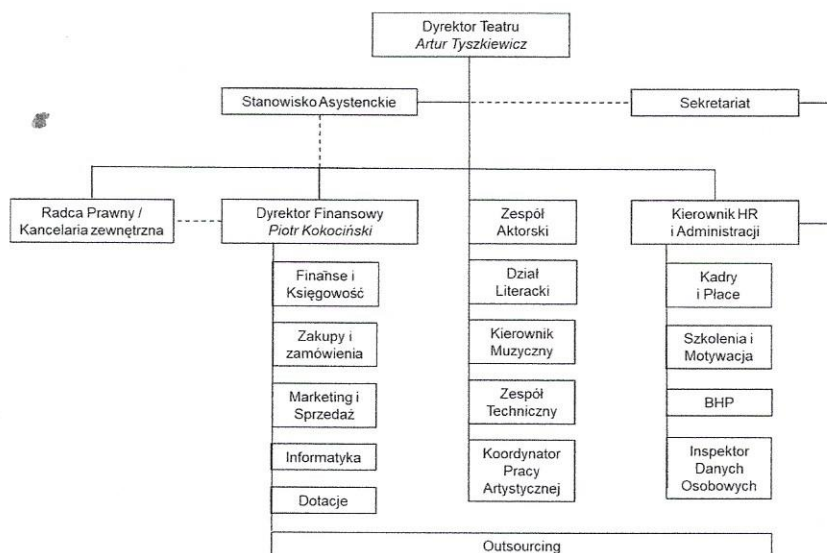 Dyrektor Teatru
Artur Tyszkiewicz
Stanowisko Asystenckie
Sekretariat
Radca Prawny /
Kancelaria zewnętrzna
Dyrektor Finansowy
Piotr Kokociński
Zespół
Aktorski
Kierownik HR
i Administracji
Finanse i
Księgowość
Dział
Literacki
Kadry
i Płace
Zakupy i
zamówienia
Kierownik
Muzyczny
Szkolenia i
Motywacja
Marketing i
Sprzedaż
Zespół
Techniczny
BHP
Informatyka
Koordynator
Pracy
Artystycznej
Inspektor
Danych
Osobowych
Dotacje
Outsourcing